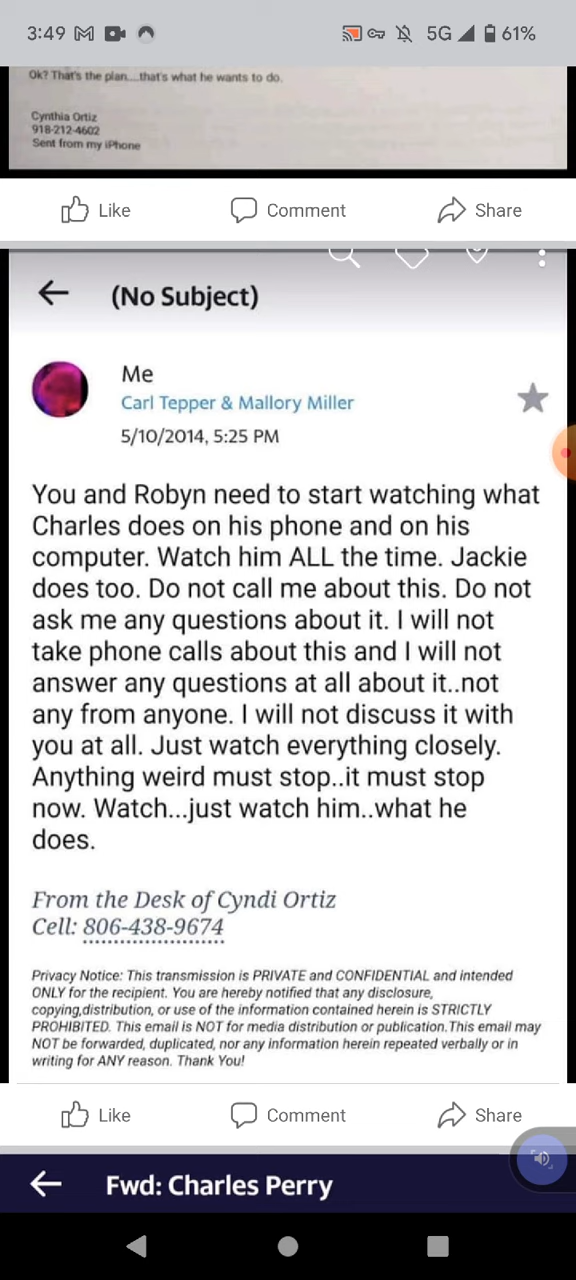 3:49
5G 61%
Ok? That's the plan....that's what he wants to do.
Cynthia Ortiz
918-212-4602
Sent from my iPhone
Like Comment Share
(No Subject)
Me
Carl Tepper & Mallory Miller
5/10/2014, 5:25 PM
You and Robyn need to start watching what
Charles does on his phone and on his
computer. Watch him ALL the time. Jackie
does too. Do not call me about this. Do not
ask me any questions about it. I will not
take phone calls about this and I will not
answer any questions at all about it..not
any from anyone. I will not discuss it with
you at all. Just watch everything closely.
Anything weird must stop..it must stop
now. Watch...just watch him..what he
does.
From the Desk of Cyndi Ortiz
Cell: 806-438-9674
Privacy Notice: This transmission is PRIVATE and CONFIDENTIAL and intended
ONLY for the recipient. You are hereby notified that any disclosure,
copying,distribution, or use of the information contained herein is STRICTLY
PROHIBITED. This email is NOT for media distribution or publication.This email may
NOT be forwarded, duplicated, nor any information herein repeated verbally or in
writing for ANY reason. Thank You!
Like Comment Share
Fwd: Charles Perry